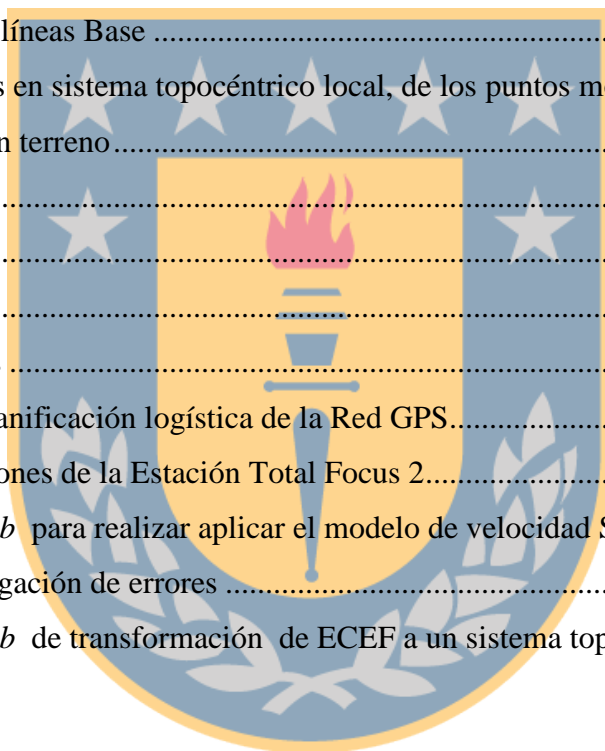 líneas Base ........................................................
s en sistema topocéntrico local, de los puntos m
n terreno ............................................................
........................................................................
........................................................................
........................................................................
........................................................................
anificación logística de la Red GPS .......................
ones de la Estación Total Focus 2 ..........................
b para realizar aplicar el modelo de velocidad S
gación de errores ..................................................
b de transformación de ECEF a un sistema top